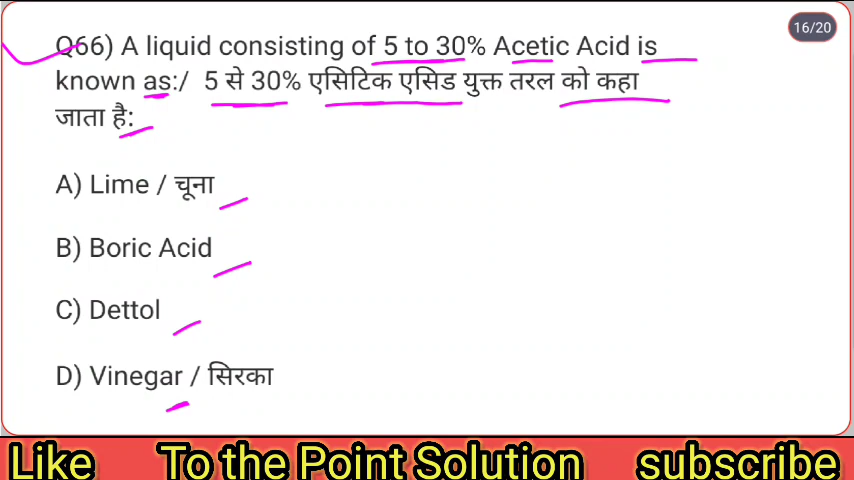 16/20
Q66) A liquid consisting of 5 to 30% Acetic Acid is
known as:/ 5 से 30% एसिटिक एसिड युक्त तरल को कहा
जाता है:
A) Lime / चूना
B) Boric Acid
C) Dettol
D) Vinegar / सिरका
Like To the Point Solution subscribe